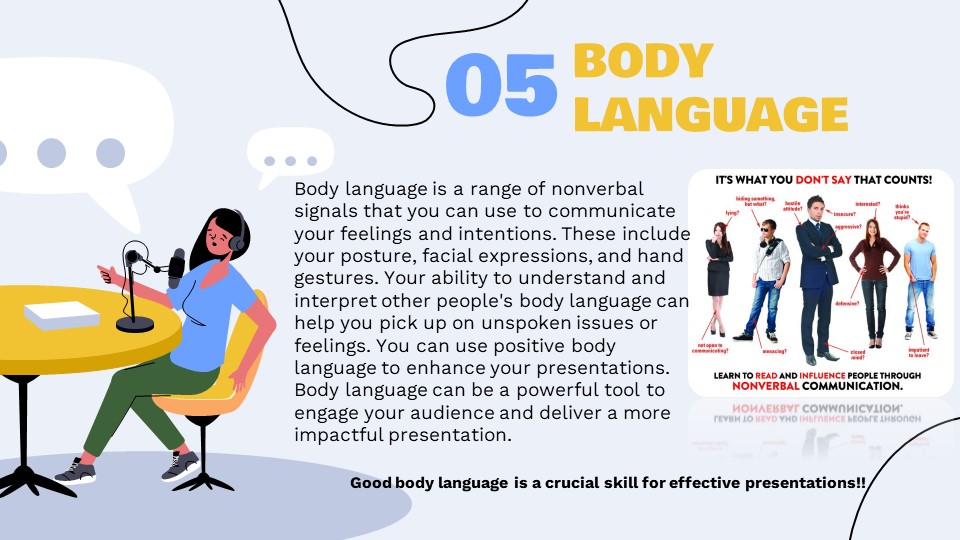 05
BODY
LANGUAGE
Body language is a range of nonverbal
signals that you can use to communicate
your feelings and intentions. These include
your posture, facial expressions, and hand
gestures. Your ability to understand and
interpret other people's body language can
help you pick up on unspoken issues or
feelings. You can use positive body
language to enhance your presentations.
Body language can be a powerful tool to
engage your audience and deliver a more
impactful presentation.
IT'S WHAT YOU DON'T SAY THAT COUNTS!
lying?
hiding something,
but what?
hostile
attitude?
insecure?
aggressive?
interested?
thinks
you're
stupid?
defensive?
not open to
communicating?
menacing?
closed
mind?
impatient
to leave?
LEARN TO READ AND INFLUENCE PEOPLE THROUGH
NONVERBAL COMMUNICATION.
Good body language is a crucial skill for effective presentations!!